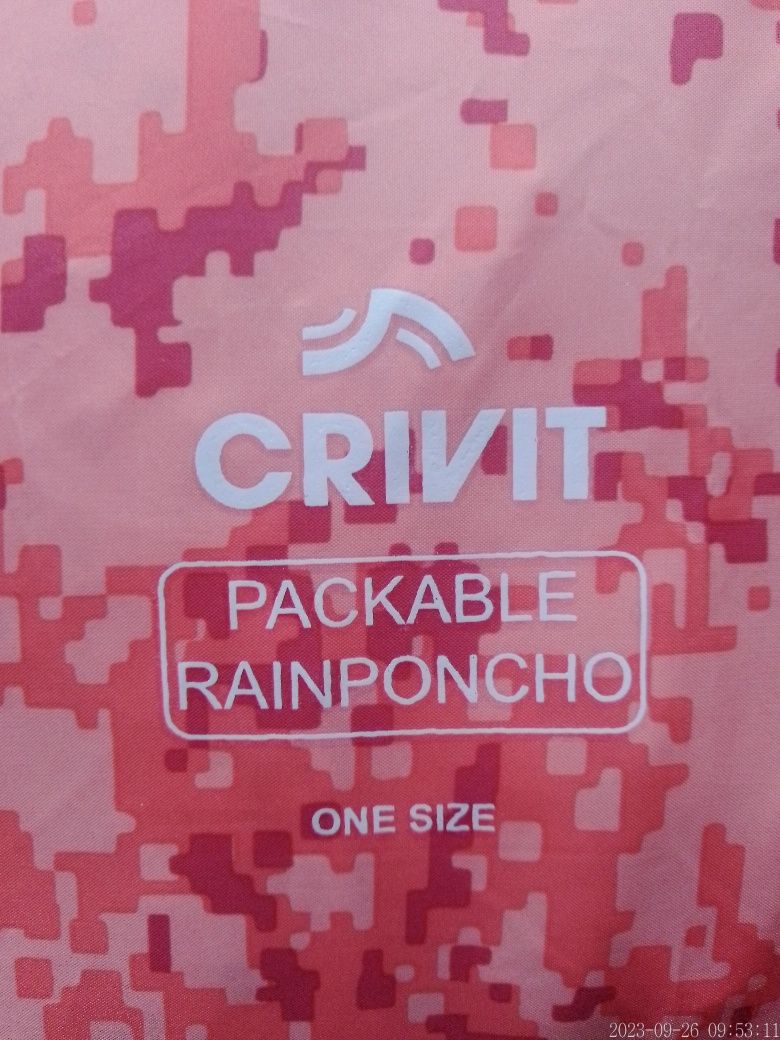 CRIVIT
PACKABLE
RAINPONCHO
ONE SIZE
2023-09-26 09:53:11